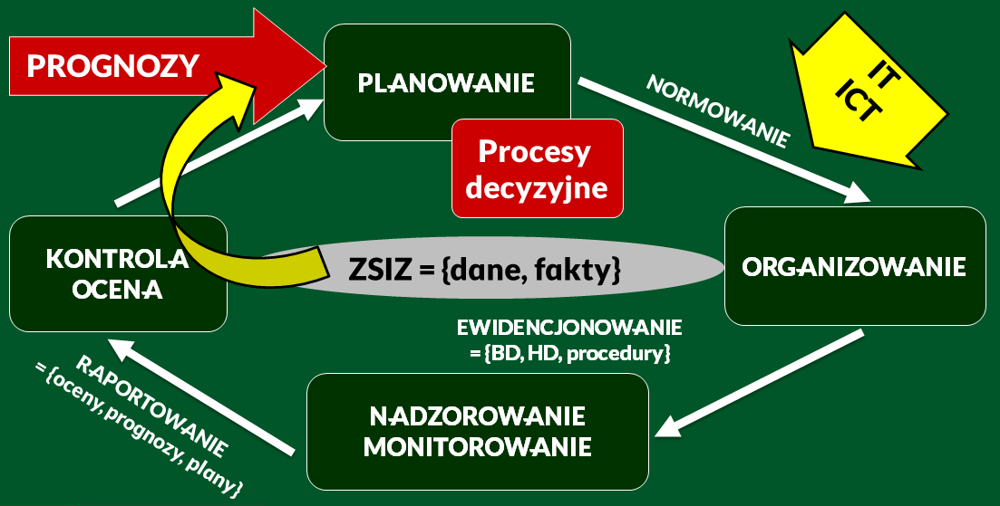 PROGNOZY
PLANOWANIE
NORMOWANIE
IT
ICT
Procesy
decyzyjne
KONTROLA
OCENA
ZSIZ = {dane, fakty}
ORGANIZOWANIE
EWIDENCJONOWANIE
= {BD, HD, procedury}
RAPORTOWANIE
= {oceny, prognozy, plany}
NADZOROWANIE
MONITOROWANIE